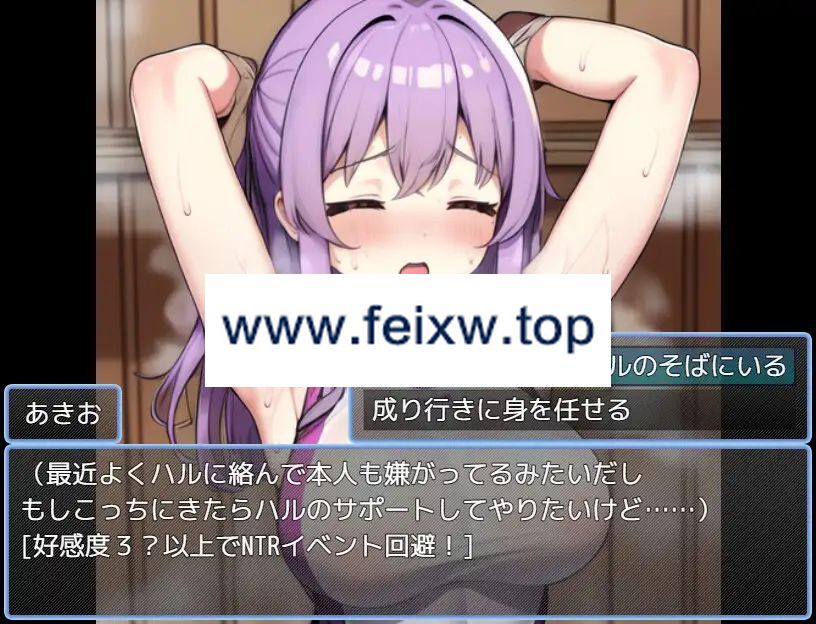 www.feixw.top
ルのそばにいる
成り行きに身を任せる
あきお
（最近よくハルに絡んで本人も嫌がってるみたいだし
もしこっちにきたらハルのサポートしてやりたいけど……）
[好感度３？以上でNTRイベント回避！]